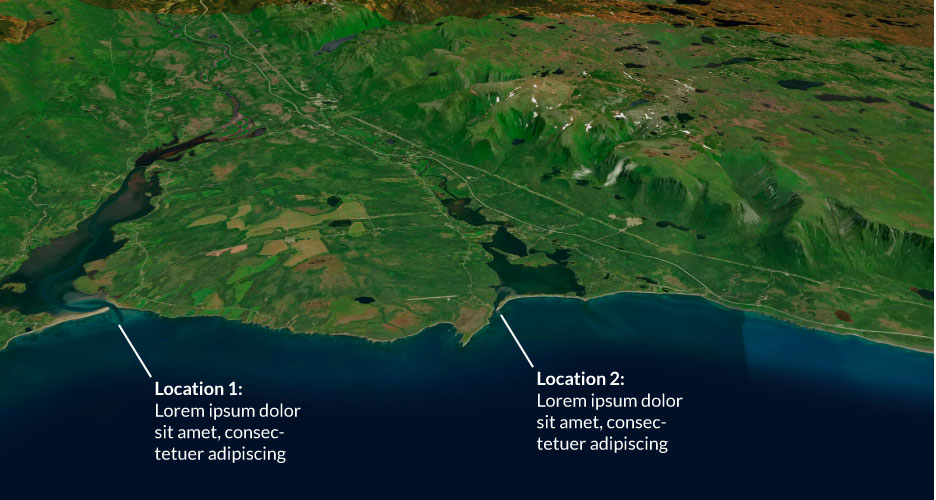 Location 1:
Lorem ipsum dolor
sit amet, consec-
tetuer adipiscing
Location 2:
Lorem ipsum dolor
sit amet, consec-
tetuer adipiscing